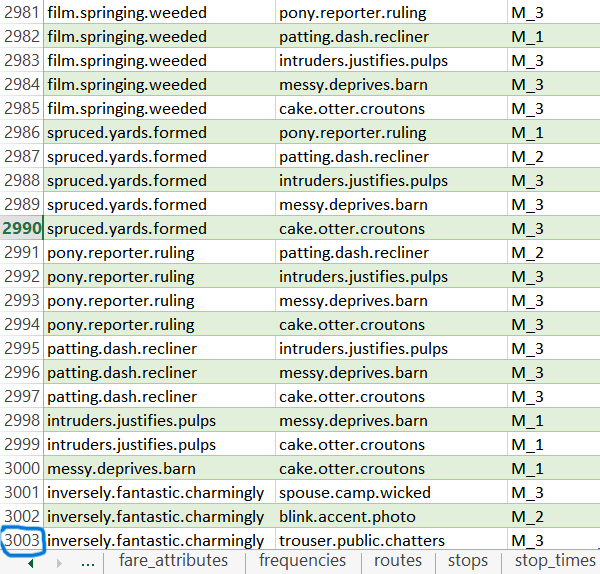 2981 film.springing.weeded pony.reporter.ruling M_3
2982 film.springing.weeded patting.dash.recliner M_1
2983 film.springing.weeded intruders.justifies.pulps M_3
2984 film.springing.weeded messy.deprives.barn M_3
2985 film.springing.weeded cake.otter.croutons M_3
2986 spruced.yards.formed pony.reporter.ruling M_1
2987 spruced.yards.formed patting.dash.recliner M_2
2988 spruced.yards.formed intruders.justifies.pulps M_3
2989 spruced.yards.formed messy.deprives.barn M_3
2990 spruced.yards.formed cake.otter.croutons M_3
2991 pony.reporter.ruling patting.dash.recliner M_2
2992 pony.reporter.ruling intruders.justifies.pulps M_3
2993 pony.reporter.ruling messy.deprives.barn M_3
2994 pony.reporter.ruling cake.otter.croutons M_3
2995 patting.dash.recliner intruders.justifies.pulps M_3
2996 patting.dash.recliner messy.deprives.barn M_3
2997 patting.dash.recliner cake.otter.croutons M_3
2998 intruders.justifies.pulps messy.deprives.barn M_1
2999 intruders.justifies.pulps cake.otter.croutons M_1
3000 messy.deprives.barn cake.otter.croutons M_1
3001 inversely.fantastic.charmingly spouse.camp.wicked M_3
3002 inversely.fantastic.charmingly blink.accent.photo M_2
3003 inversely.fantastic.charmingly trouser.public.chatters M_3
... fare_attributes frequencies routes stops stop_times